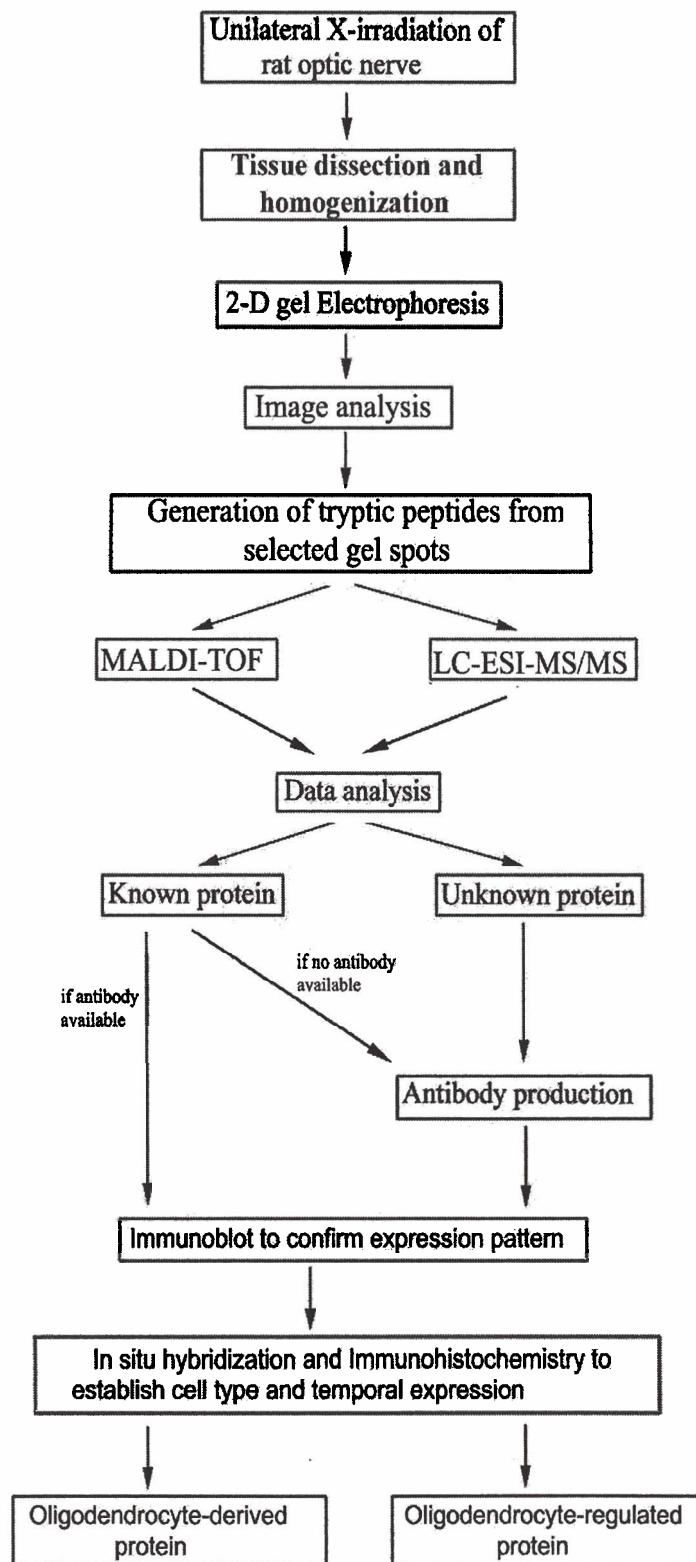 Unilateral X-irradiation of
rat optic nerve
Tissue dissection and
homogenization
2-D gel Electrophoresis
Image analysis
Generation of tryptic peptides from
selected gel spots
MALDI-TOF
LC-ESI-MS/MS
Data analysis
Known protein
Unknown protein
if antibody
available
if no antibody
available
Antibody production
Immunoblot to confirm expression pattern
In situ hybridization and Immunohistochemistry to
establish cell type and temporal expression
Oligodendrocyte-derived
protein
Oligodendrocyte-regulated
protein